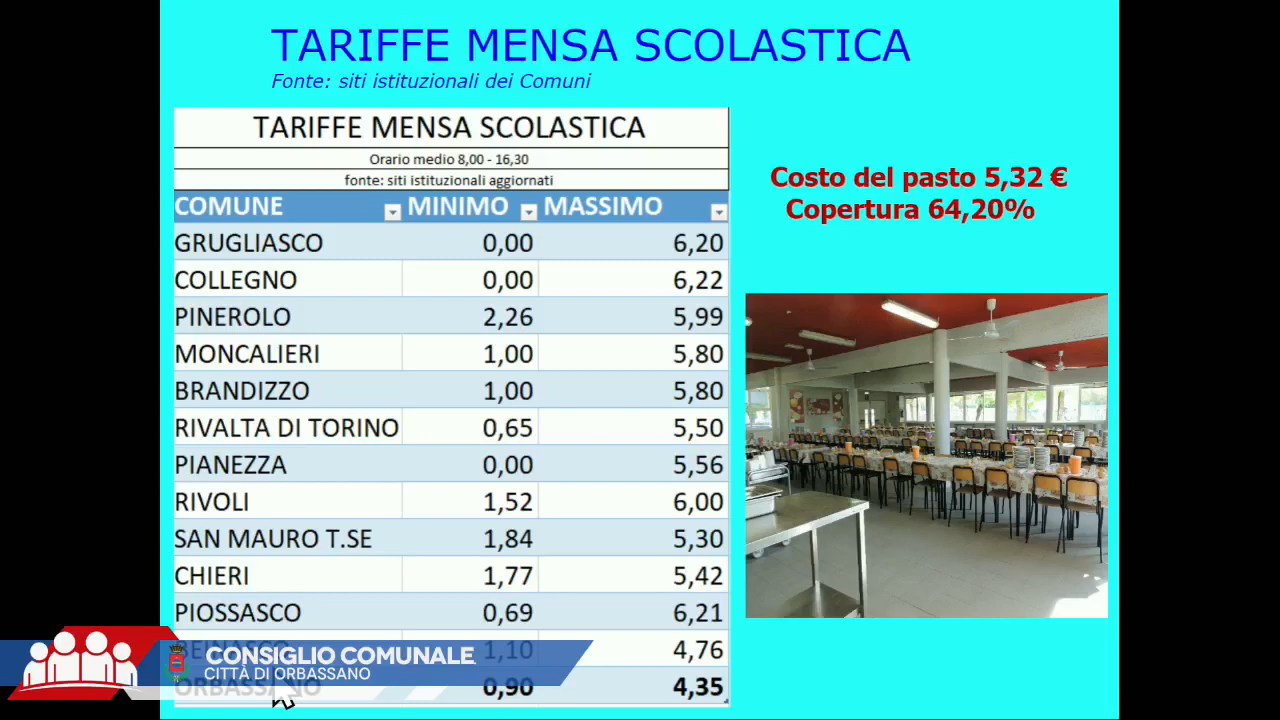 TARIFFE MENSA SCOLASTICA
Fonte: siti istituzionali dei Comuni
TARIFFE MENSA SCOLASTICA
Orario medio 8,00 - 16,30
fonte: siti istituzionali aggiornati
COMUNE MINIMO MASSIMO
GRUGLIASCO 0,00 6,20
COLLEGNO 0,00 6,22
PINEROLO 2,26 5,99
MONCALIERI 1,00 5,80
BRANDIZZO 1,00 5,80
RIVALTA DI TORINO 0,65 5,50
PIANEZZA 0,00 5,56
RIVOLI 1,52 6,00
SAN MAURO T.SE 1,84 5,30
CHIERI 1,77 5,42
PIOSSASCO 0,69 6,21
BEINASCO 1,10 4,76
ORBASSANO 0,90 4,35
Costo del pasto 5,32 €
Copertura 64,20%
CONSIGLIO COMUNALE
CITTÀ DI ORBASSANO